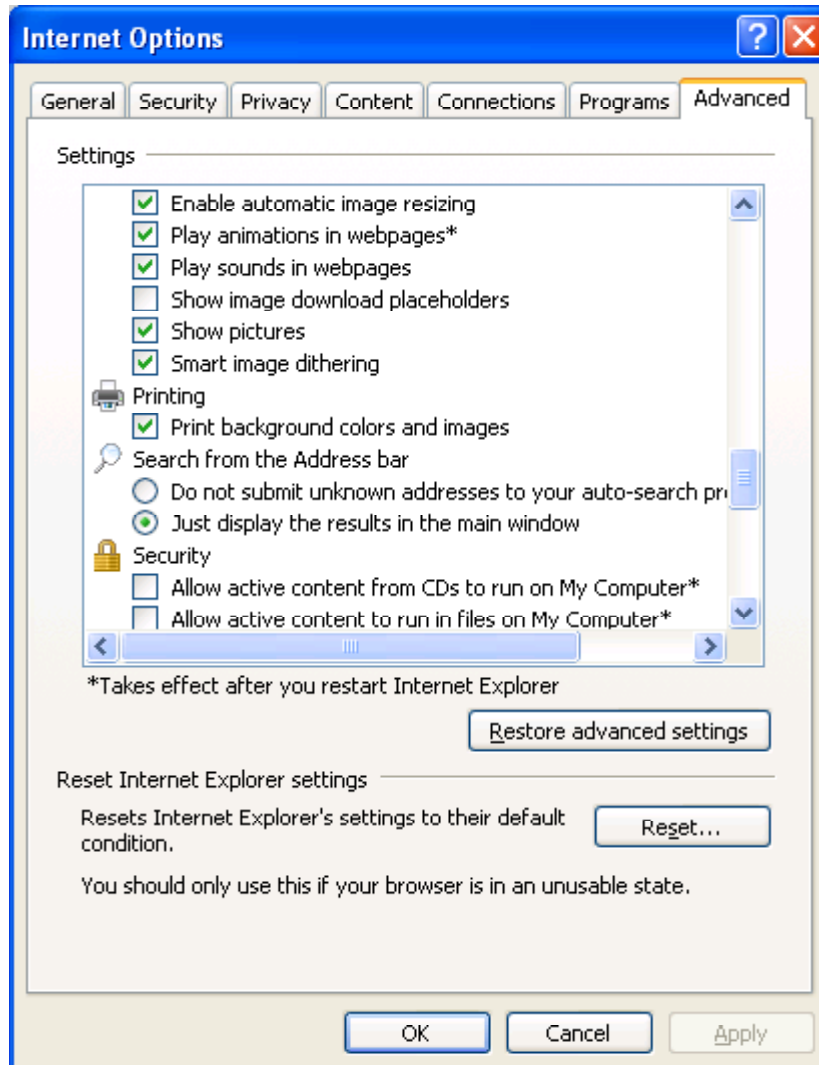 Internet Options
General Security Privacy Content Connections Programs Advanced
Settings
Enable automatic image resizing
Play animations in webpages*
Play sounds in webpages
Show image download placeholders
Show pictures
Smart image dithering
Printing
Print background colors and images
Search from the Address bar
Do not submit unknown addresses to your auto-search
Just display the results in the main window
Security
Allow active content from CDs to run on My Computer*
Allow active content to run in files on My Computer*
*Takes effect after you restart Internet Explorer
Restore advanced settings
Reset Internet Explorer settings
Resets Internet Explorer's settings to their default
condition.
Reset...
You should only use this if your browser is in an unusable state.
OK Cancel Apply